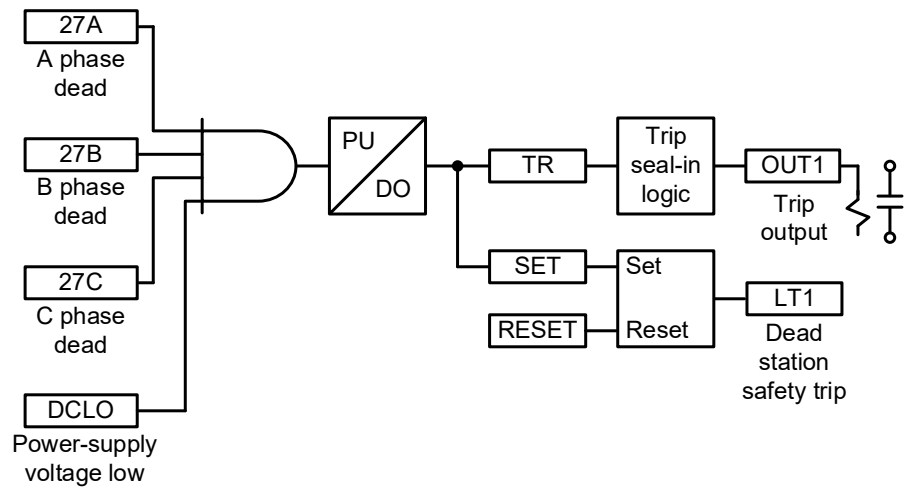 27A
A phase
dead
27B
B phase
dead
27C
C phase
dead
DCLO
Power-supply
voltage low
PU
DO
TR
Trip
seal-in
logic
OUT1
Trip
output
SET
Set
RESET
Reset
LT1
Dead
station
safety trip